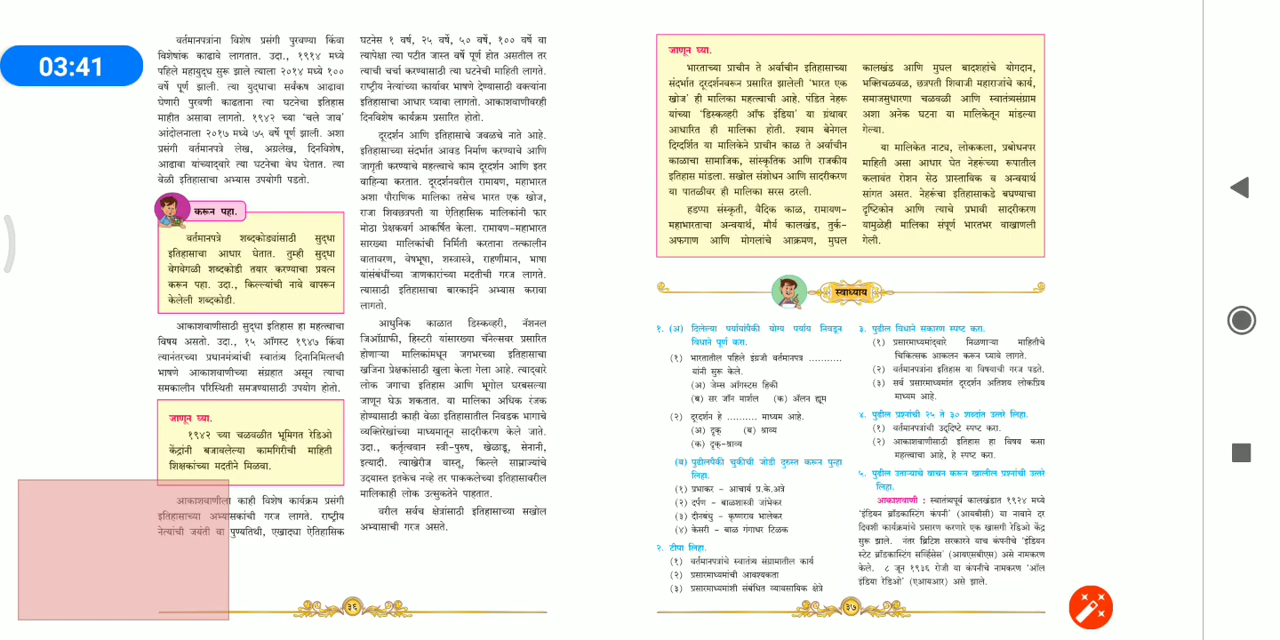 03:41
वर्तमानपत्रांना विशेष प्रसंगी पुरवण्या किंवा
विशेषांक काढावे लागतात. उदा., १९१४ मध्ये
पहिले महायुद्ध सुरू झाले त्याला २०१४ मध्ये १००
वर्षे पूर्ण झाली. त्या युद्धाचा सर्वंकष आढावा
घेणारी पुरवणी काढताना त्या घटनेचा इतिहास
माहीत असावा लागतो. १९४२ च्या ‘चले जाव’
आंदोलनाला २०१७ मध्ये ७५ वर्षे पूर्ण झाली. अशा
प्रसंगी वर्तमानपत्रे लेख, अग्रलेख, दिनविशेष,
आढावा यांच्याद्वारे त्या घटनेचा वेध घेतात. त्या
वेळी इतिहासाचा अभ्यास उपयोगी पडतो.
करून पहा.
वर्तमानपत्रे शब्दकोड्यांसाठी सुद्धा
इतिहासाचा आधार घेतात. तुम्ही सुद्धा
वेगवेगळी शब्दकोडी तयार करण्याचा प्रयत्न
करून पहा. उदा., किल्ल्यांची नावे वापरून
केलेली शब्दकोडी.
आकाशवाणीसाठी सुद्धा इतिहास हा महत्त्वाचा
विषय असतो. उदा., १५ ऑगस्ट १९४७ किंवा
त्यानंतरच्या प्रधानमंत्र्यांची स्वातंत्र्य दिनानिमित्तची
भाषणे आकाशवाणीच्या संग्रहात असून त्याचा
समकालीन परिस्थिती समजण्यासाठी उपयोग होतो.
जाणून घ्या.
१९४२ च्या चळवळीत भूमिगत रेडिओ
केंद्रांनी बजावलेल्या कामगिरीची माहिती
शिक्षकांच्या मदतीने मिळवा.
आकाशवाणीला काही विशेष कार्यक्रम प्रसंगी
इतिहासाच्या अभ्यासकांची गरज लागते. राष्ट्रीय
नेत्यांची जयंती वा पुण्यतिथी, एखाद्या ऐतिहासिक
घटनेस १ वर्ष, २५ वर्षे, ५० वर्षे, १०० वर्षे वा
त्यापेक्षा त्या पटीत जास्त वर्षे पूर्ण होत असतील तर
त्याची चर्चा करण्यासाठी त्या घटनेची माहिती लागते.
राष्ट्रीय नेत्यांच्या कार्यावर भाषणे देण्यासाठी वक्त्यांना
इतिहासाचा आधार घ्यावा लागतो. आकाशवाणीवरही
दिनविशेष कार्यक्रम प्रसारित होतो.
दूरदर्शन आणि इतिहासाचे जवळचे नाते आहे.
इतिहासाच्या संदर्भात आवड निर्माण करण्याचे आणि
जागृती करण्याचे महत्त्वाचे काम दूरदर्शन आणि इतर
वाहिन्या करतात. दूरदर्शनवरील रामायण, महाभारत
अशा पौराणिक मालिका तसेच भारत एक खोज,
राजा शिवछत्रपती या ऐतिहासिक मालिकांनी फार
मोठा प्रेक्षकवर्ग आकर्षित केला. रामायण-महाभारत
सारख्या मालिकांची निर्मिती करताना तत्कालीन
वातावरण, वेषभूषा, शस्त्रास्त्रे, राहणीमान, भाषा
यांसंबंधींच्या जाणकारांच्या मदतीची गरज लागते.
त्यासाठी इतिहासाचा बारकाईने अभ्यास करावा
लागतो.
आधुनिक काळात डिस्कव्हरी, नॅशनल
जिऑग्राफी, हिस्टरी यांसारख्या चॅनेल्सवर प्रसारित
होणाऱ्या मालिकांमधून जगभरच्या इतिहासाचा
खजिना प्रेक्षकांसाठी खुला केला गेला आहे. त्याद्वारे
लोक जगाचा इतिहास आणि भूगोल घरबसल्या
जाणून घेऊ शकतात. या मालिका अधिक रंजक
होण्यासाठी काही वेळा इतिहासातील निवडक भागाचे
व्यक्तिरेखांच्या माध्यमातून सादरीकरण केले जाते.
उदा., कर्तृत्ववान स्त्री-पुरुष, खेळाडू, सेनानी,
इत्यादी. त्याखेरीज वास्तू, किल्ले साम्राज्यांचे
उदयास्त इतकेच नव्हे तर पाककलेच्या इतिहासावरील
मालिकाही लोक उत्सुकतेने पाहतात.
वरील सर्वच क्षेत्रांसाठी इतिहासाच्या सखोल
अभ्यासाची गरज असते.
३६
जाणून घ्या.
भारताच्या प्राचीन ते अर्वाचीन इतिहासाच्या
संदर्भात दूरदर्शनवरून प्रसारित झालेली ‘भारत एक
खोज’ ही मालिका महत्त्वाची आहे. पंडित नेहरू
यांच्या ‘डिस्कव्हरी ऑफ इंडिया’ या ग्रंथावर
आधारित ही मालिका होती. श्याम बेनेगल
दिग्दर्शित या मालिकेने प्राचीन काळ ते अर्वाचीन
काळाचा सामाजिक, सांस्कृतिक आणि राजकीय
इतिहास मांडला. सखोल संशोधन आणि सादरीकरण
या पातळीवर ही मालिका सरस ठरली.
हडप्पा संस्कृती, वैदिक काळ, रामायण-
महाभारताचा अन्वयार्थ, मौर्य कालखंड, तुर्क-
अफगाण आणि मोगलांचे आक्रमण, मुघल
कालखंड आणि मुघल बादशहांचे योगदान,
भक्तिचळवळ, छत्रपती शिवाजी महाराजांचे कार्य,
समाजसुधारणा चळवळी आणि स्वातंत्र्यसंग्राम
अशा अनेक घटना या मालिकेतून मांडल्या
गेल्या.
या मालिकेत नाट्य, लोककला, प्रबोधनपर
माहिती असा आधार घेत नेहरूंच्या रूपातील
कलावंत रोशन सेठ प्रास्ताविक व अन्वयार्थ
सांगत असत. नेहरूंचा इतिहासाकडे बघण्याचा
दृष्टिकोन आणि त्याचे प्रभावी सादरीकरण
यामुळेही मालिका संपूर्ण भारतभर वाखाणली
गेली.
स्वाध्याय
१. (अ) दिलेल्या पर्यायांपैकी योग्य पर्याय निवडून
विधाने पूर्ण करा.
(१) भारतातील पहिले इंग्रजी वर्तमानपत्र ...........
यांनी सुरू केले.
(अ) जेम्स ऑगस्टस हिकी
(ब) सर जॉन मार्शल (क) ॲलन ह्यूम
(२) दूरदर्शन हे .......... माध्यम आहे.
(अ) दृक् (ब) श्राव्य
(क) दृक्-श्राव्य
(ब) पुढीलपैकी चुकीची जोडी दुरुस्त करून पुन्हा
लिहा.
(१) प्रभाकर - आचार्य प्र.के.अत्रे
(२) दर्पण - बाळशास्त्री जांभेकर
(३) दीनबंधु - कृष्णराव भालेकर
(४) केसरी - बाळ गंगाधर टिळक
२. टीपा लिहा.
(१) वर्तमानपत्रांचे स्वातंत्र्य संग्रामातील कार्य
(२) प्रसारमाध्यमांची आवश्यकता
(३) प्रसारमाध्यमांशी संबंधित व्यावसायिक क्षेत्रे
३. पुढील विधाने सकारण स्पष्ट करा.
(१) प्रसारमाध्यमांद्वारे मिळणाऱ्या माहितीचे
चिकित्सक आकलन करून घ्यावे लागते.
(२) वर्तमानपत्रांना इतिहास या विषयाची गरज पडते.
(३) सर्व प्रसारमाध्यमांत दूरदर्शन अतिशय लोकप्रिय
माध्यम आहे.
४. पुढील प्रश्नांची २५ ते ३० शब्दांत उत्तरे लिहा.
(१) वर्तमानपत्रांची उद्दिष्टे स्पष्ट करा.
(२) आकाशवाणीसाठी इतिहास हा विषय कसा
महत्त्वाचा आहे, हे स्पष्ट करा.
५. पुढील उताऱ्याचे वाचन करून खालील प्रश्नांची उत्तरे
लिहा.
आकाशवाणी : स्वातंत्र्यपूर्व कालखंडात १९२४ मध्ये
‘इंडियन ब्रॉडकास्टिंग कंपनी’ (आयबीसी) या नावाने दर
दिवशी कार्यक्रमांचे प्रसारण करणारे एक खासगी रेडिओ केंद्र
सुरू झाले. नंतर ब्रिटिश सरकारने याच कंपनीचे ‘इंडियन
स्टेट ब्रॉडकास्टिंग सर्व्हिसेस’ (आयएसबीएस) असे नामकरण
केले. ८ जून १९३६ रोजी या कंपनीचे नामकरण ‘ऑल
इंडिया रेडिओ’ (एआयआर) असे झाले.
३७